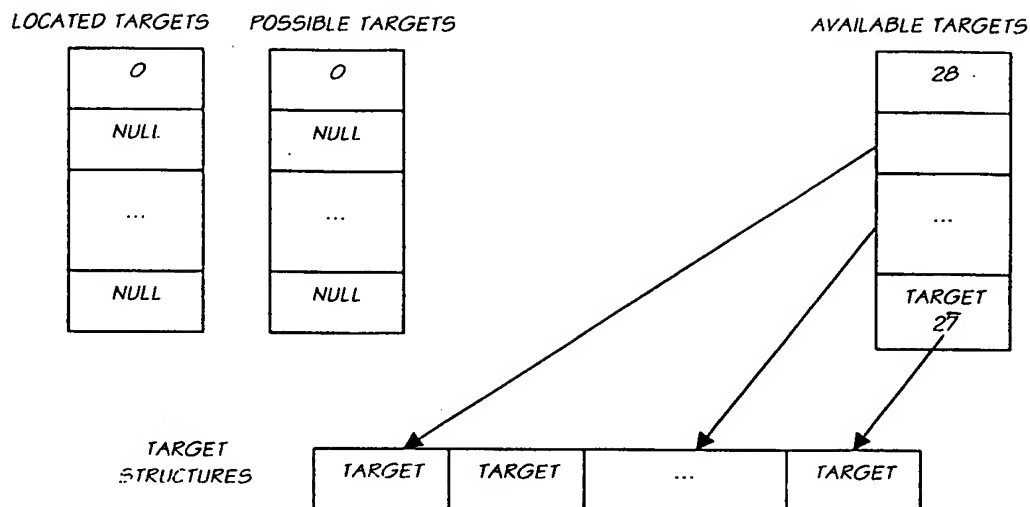 LOCATED TARGETS
POSSIBLE TARGETS
AVAILABLE TARGETS
0
NULL
...
NULL
0
NULL
...
NULL
28
...
TARGET
27
TARGET
STRUCTURES
TARGET
TARGET
...
TARGET